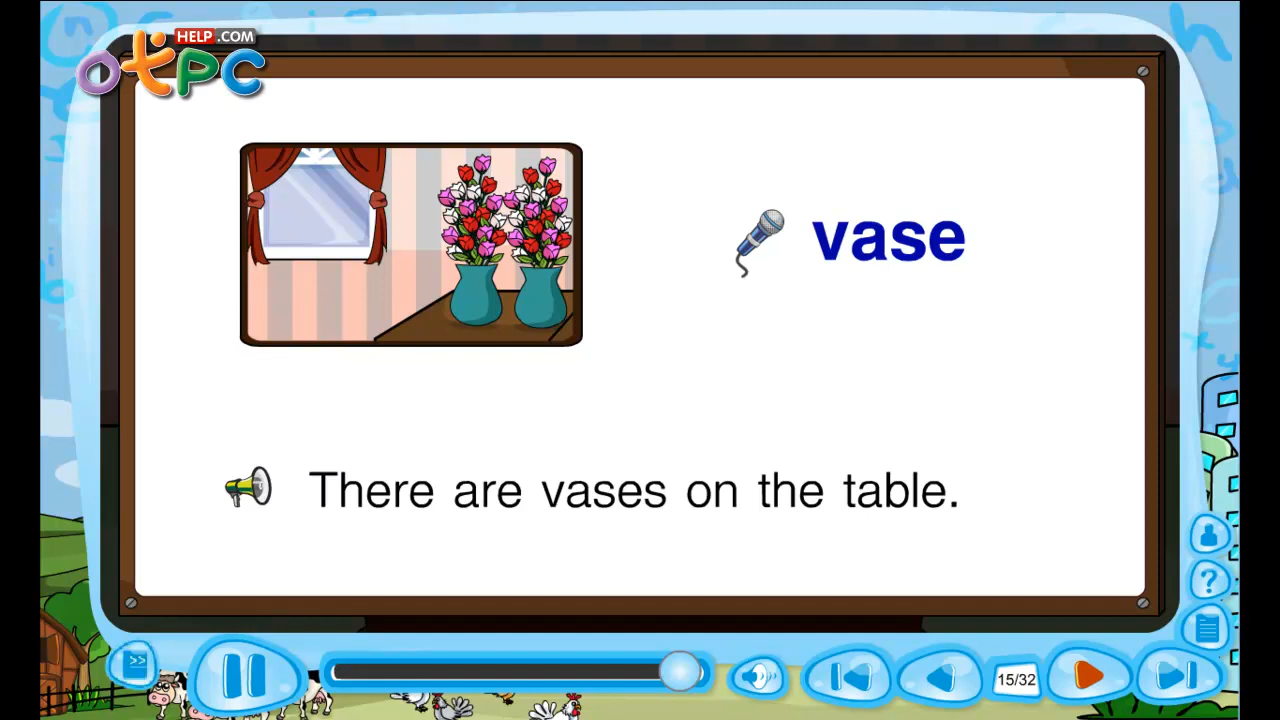 HELP.COM
otpc
vase
There are vases on the table.
15/32